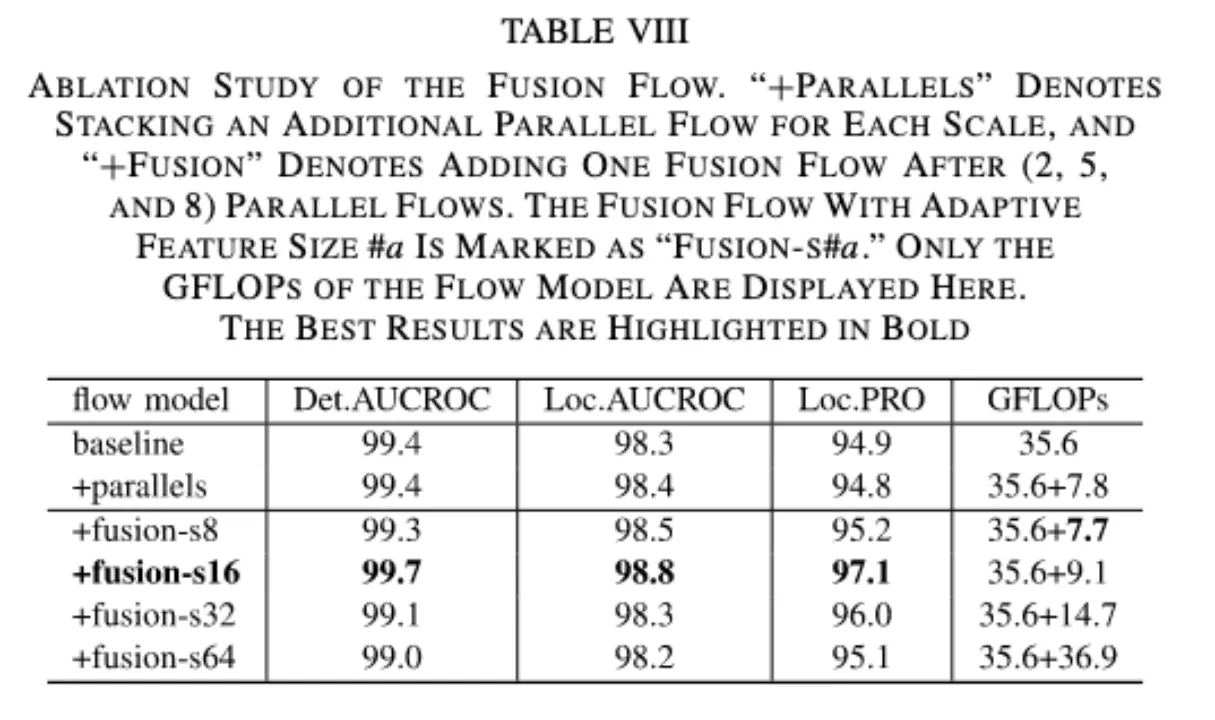 TABLE VIII
ABLATION STUDY OF THE FUSION FLOW. “+PARALLELS” DENOTES
STACKING AN ADDITIONAL PARALLEL FLOW FOR EACH SCALE, AND
“+FUSION” DENOTES ADDING ONE FUSION FLOW AFTER (2, 5,
AND 8) PARALLEL FLOWS. THE FUSION FLOW WITH ADAPTIVE
FEATURE SIZE #a IS MARKED AS “FUSION-S#a.” ONLY THE
GFLOPS OF THE FLOW MODEL ARE DISPLAYED HERE.
THE BEST RESULTS ARE HIGHLIGHTED IN BOLD
flow model Det.AUCROC Loc.AUCROC Loc.PRO GFLOPs
baseline 99.4 98.3 94.9 35.6
+parallels 99.4 98.4 94.8 35.6+7.8
+fusion-s8 99.3 98.5 95.2 35.6+7.7
+fusion-s16 99.7 98.8 97.1 35.6+9.1
+fusion-s32 99.1 98.3 96.0 35.6+14.7
+fusion-s64 99.0 98.2 95.1 35.6+36.9